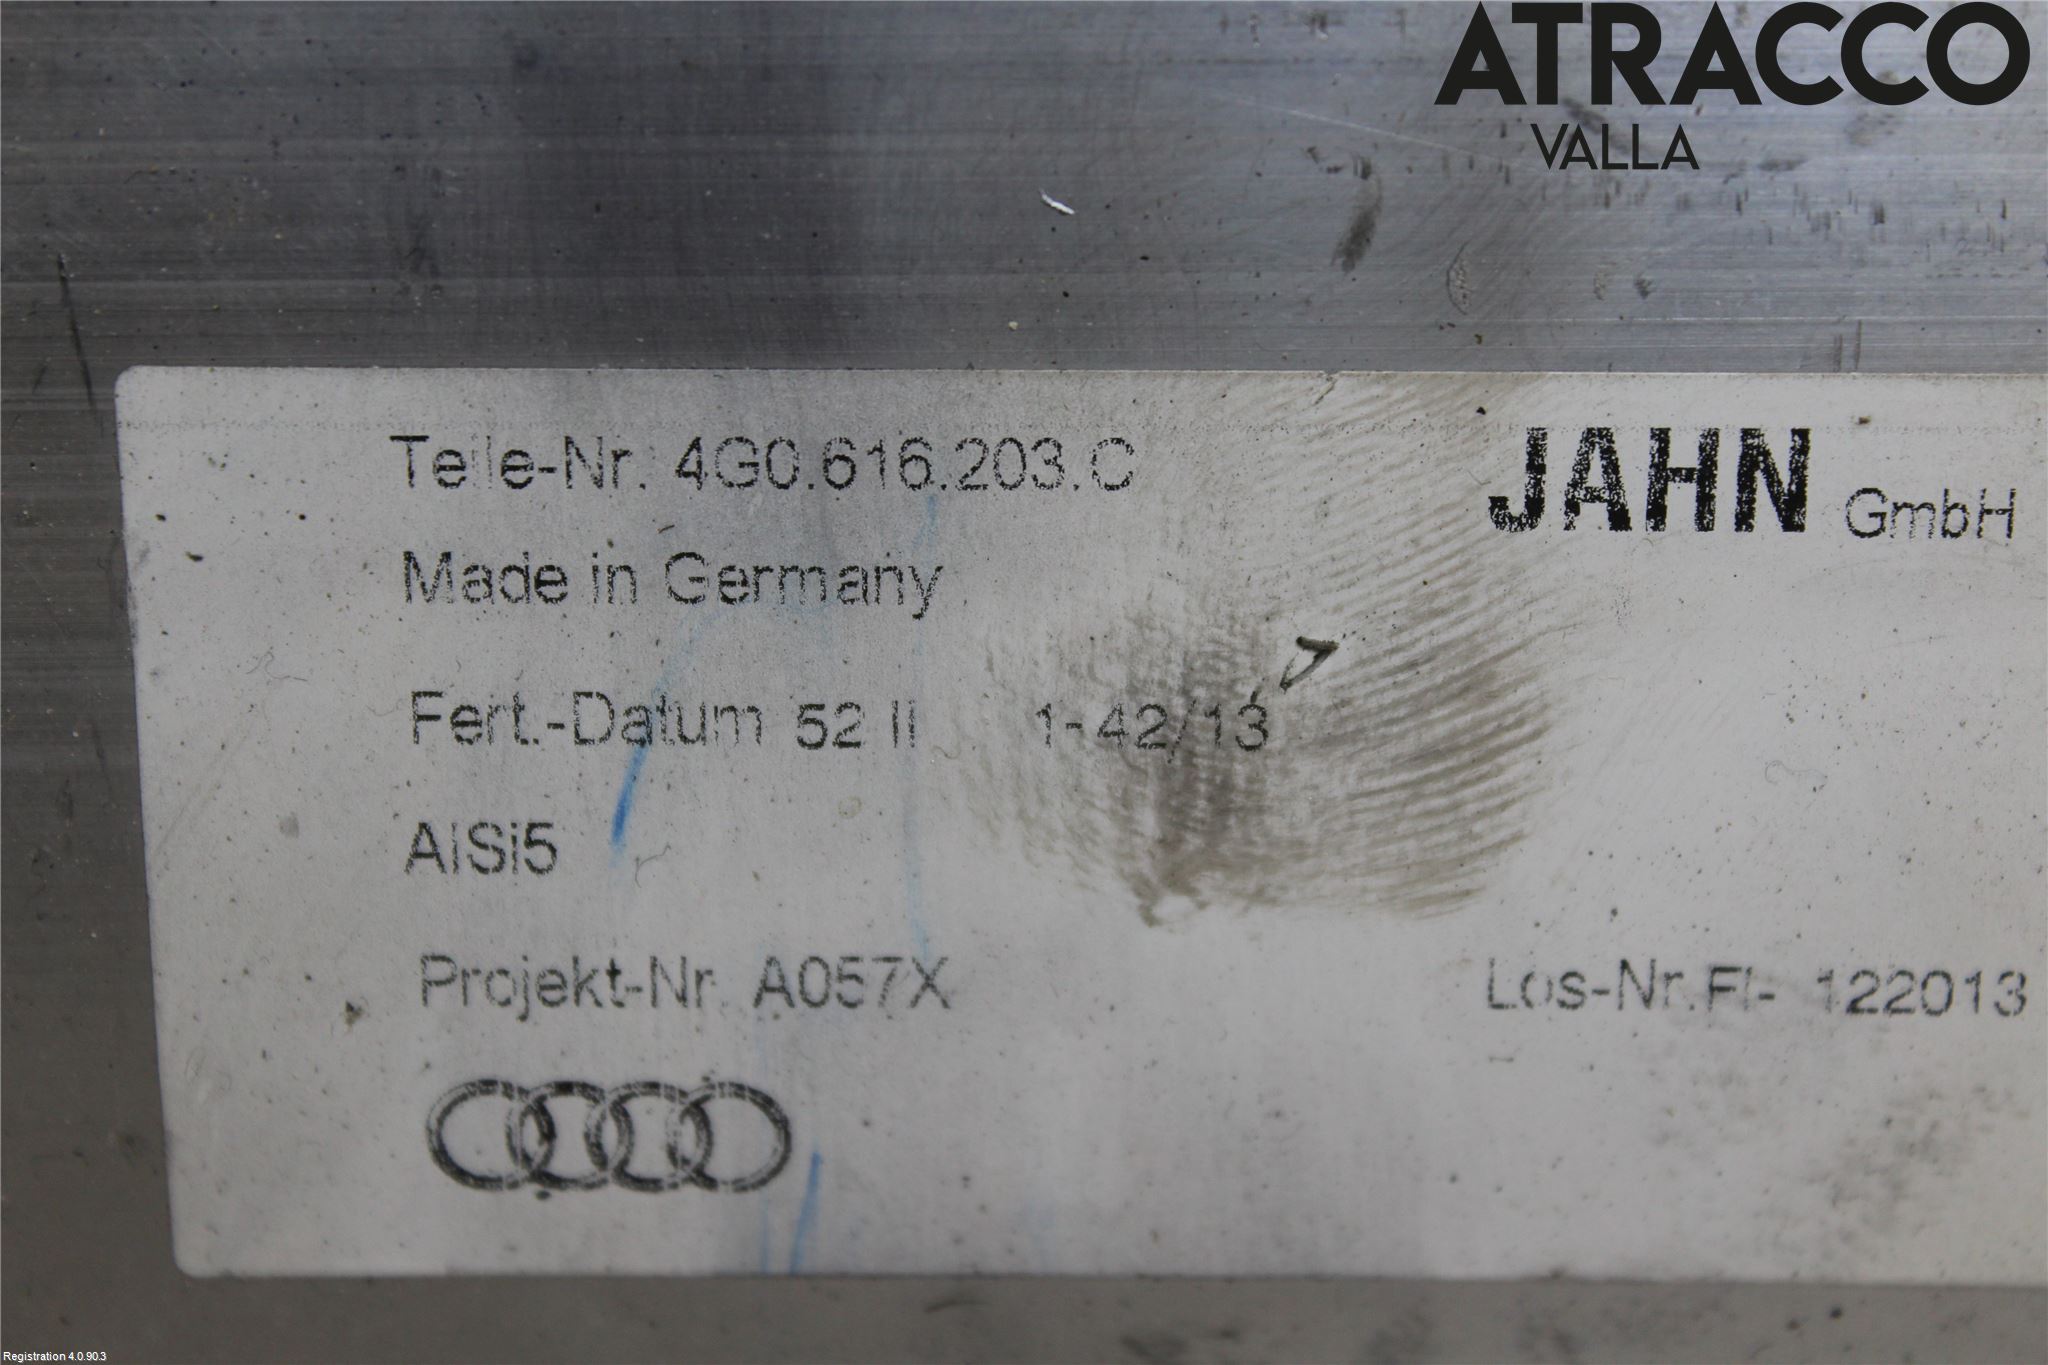 ATRACCO
VALLA
Teile-Nr. 4G0.616.203.C
JAHN GmbH
Made in Germany
Fert.-Datum 52 II 1-42/13
AlSi5
Projekt-Nr. A057X
Los-Nr.Fl- 122013
Registration 4.0.90.3